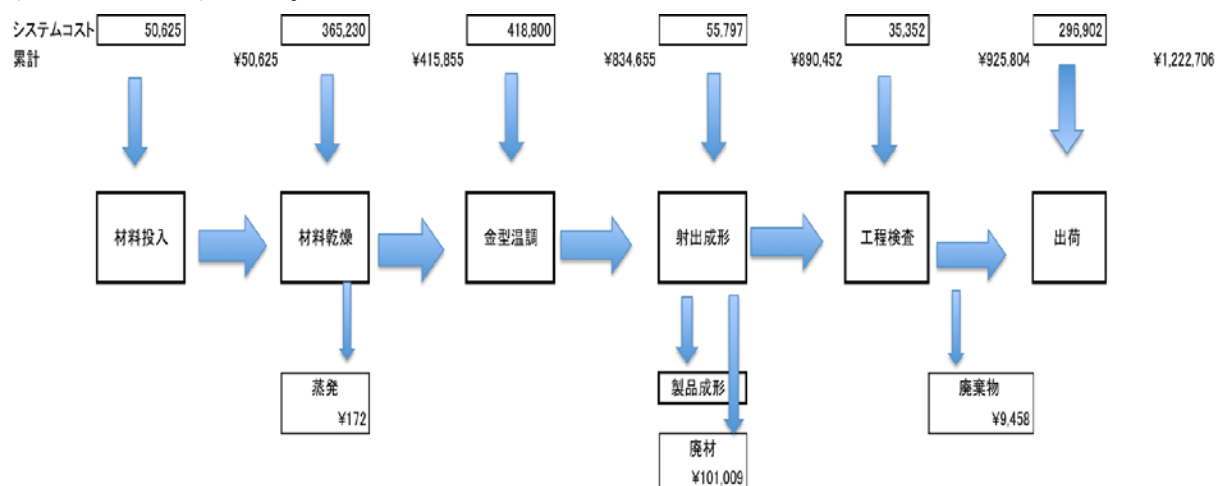 システムコスト 50,625 365,230 418,800 55,797 35,352 296,902
累計 ¥50,625 ¥415,855 ¥834,655 ¥890,452 ¥925,804 ¥1,222,706
材料投入 材料乾燥 金型温調 射出成形 工程検査 出荷
蒸発 製品成形 廃棄物
¥172 ¥9,458
廃材
¥101,009